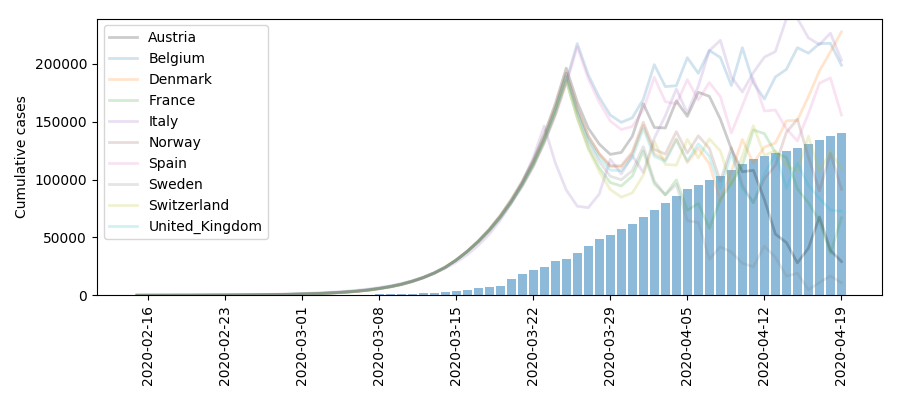 Cumulative cases
200000
150000
100000
50000
0
Austria
Belgium
Denmark
France
Italy
Norway
Spain
Sweden
Switzerland
United_Kingdom
2020-02-16
2020-02-23
2020-03-01
2020-03-08
2020-03-15
2020-03-22
2020-03-29
2020-04-05
2020-04-12
2020-04-19